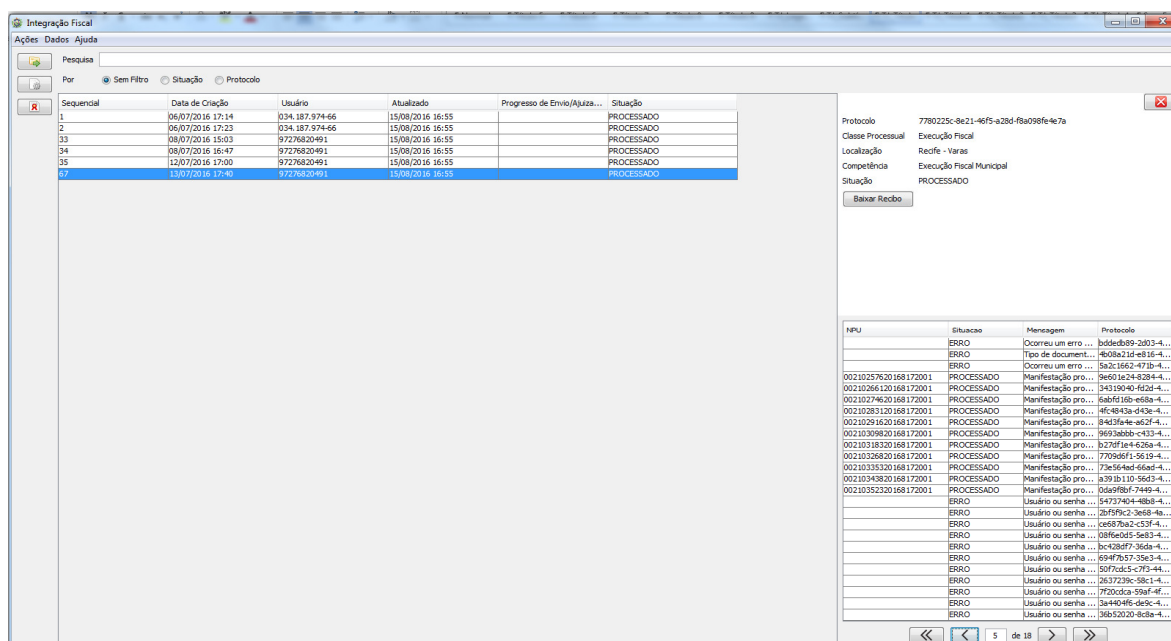 Integração Fiscal
Ações Dados Ajuda
Pesquisa
Por Sem Filtro Situação Protocolo
Sequencial Data de Criação Usuário Atualizado Progresso de Envio/Ajuiza... Situação
1 06/07/2016 17:14 034.187.974-66 15/08/2016 16:55 PROCESSADO
2 06/07/2016 17:23 034.187.974-66 15/08/2016 16:55 PROCESSADO
33 08/07/2016 15:03 97276820491 15/08/2016 16:55 PROCESSADO
34 08/07/2016 16:47 97276820491 15/08/2016 16:55 PROCESSADO
35 12/07/2016 17:00 97276820491 15/08/2016 16:55 PROCESSADO
67 13/07/2016 17:40 97276820491 15/08/2016 16:55 PROCESSADO
Protocolo 7780225c-8e21-46f5-a28d-f8a098fe4e7a
Classe Processual Execução Fiscal
Localização Recife - Varas
Competência Execução Fiscal Municipal
Situação PROCESSADO
Baixar Recibo
NPU Situacao Mensagem Protocolo
ERRO Ocorreu um erro ... bddedb89-2d03-4...
ERRO Tipo de document... 4b08a21d-e816-4...
ERRO Ocorreu um erro ... 5a2c1662-471b-4...
00210257620168172001 PROCESSADO Manifestação pro... 9e601e24-8284-4...
00210266120168172001 PROCESSADO Manifestação pro... 34319040-fd2d-4...
00210274620168172001 PROCESSADO Manifestação pro... 6abfd16b-e68a-4...
00210283120168172001 PROCESSADO Manifestação pro... 4fc4843a-d43e-4...
00210291620168172001 PROCESSADO Manifestação pro... 84d3fa4e-a62f-4...
00210309820168172001 PROCESSADO Manifestação pro... 9693abbb-c433-4...
00210318320168172001 PROCESSADO Manifestação pro... b27df1e4-626a-4...
00210326820168172001 PROCESSADO Manifestação pro... 7709d6f1-5619-4...
00210335320168172001 PROCESSADO Manifestação pro... 73e564ad-66ad-4...
00210343820168172001 PROCESSADO Manifestação pro... a391b110-56d3-4...
00210352320168172001 PROCESSADO Manifestação pro... 0da9f8bf-7449-4...
ERRO Usuário ou senha ... 54737404-48b8-4...
ERRO Usuário ou senha ... 2bf5f9c2-3e68-4a...
ERRO Usuário ou senha ... ce687ba2-c53f-4...
ERRO Usuário ou senha ... 08f6e0d5-5e83-4...
ERRO Usuário ou senha ... bc428df7-36da-4...
ERRO Usuário ou senha ... 694f7b57-35e3-4...
ERRO Usuário ou senha ... 50f7cdc5-c7f3-44...
ERRO Usuário ou senha ... 2637239c-58c1-4...
ERRO Usuário ou senha ... 7f20cdca-59af-4f...
ERRO Usuário ou senha ... 3a4404f6-de9c-4...
ERRO Usuário ou senha ... 36b52020-8c8a-4...
5 de 18